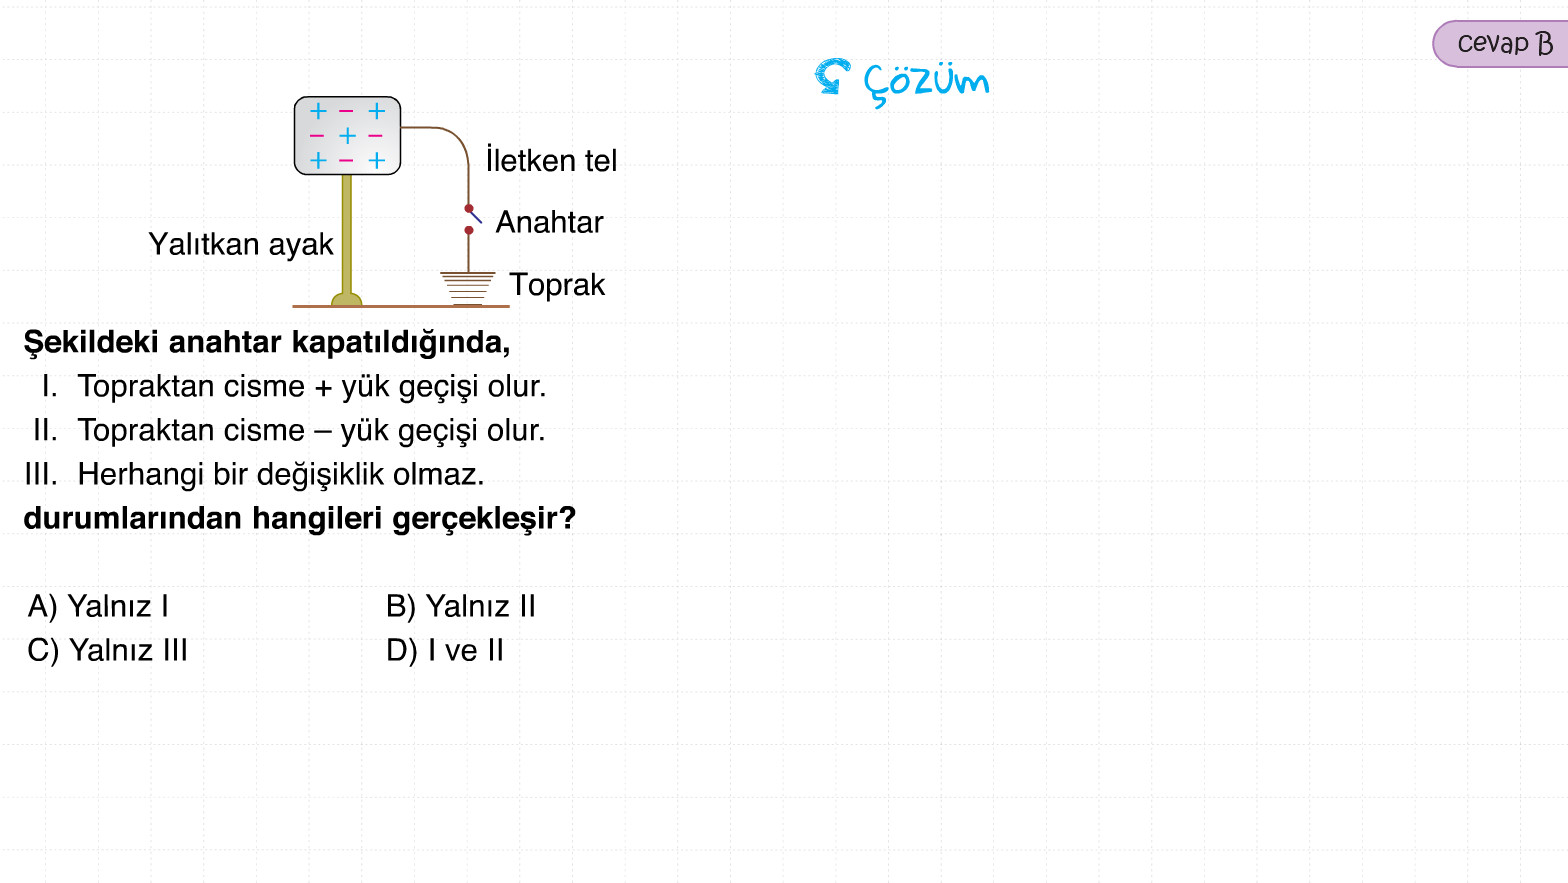 Cevap B
Çözüm
+ – +
– + –
+ – +
İletken tel
Anahtar
Yalıtkan ayak
Toprak
Şekildeki anahtar kapatıldığında,
I. Topraktan cisme + yük geçişi olur.
II. Topraktan cisme – yük geçişi olur.
III. Herhangi bir değişiklik olmaz.
durumlarından hangileri gerçekleşir?
A) Yalnız I B) Yalnız II
C) Yalnız III D) I ve II